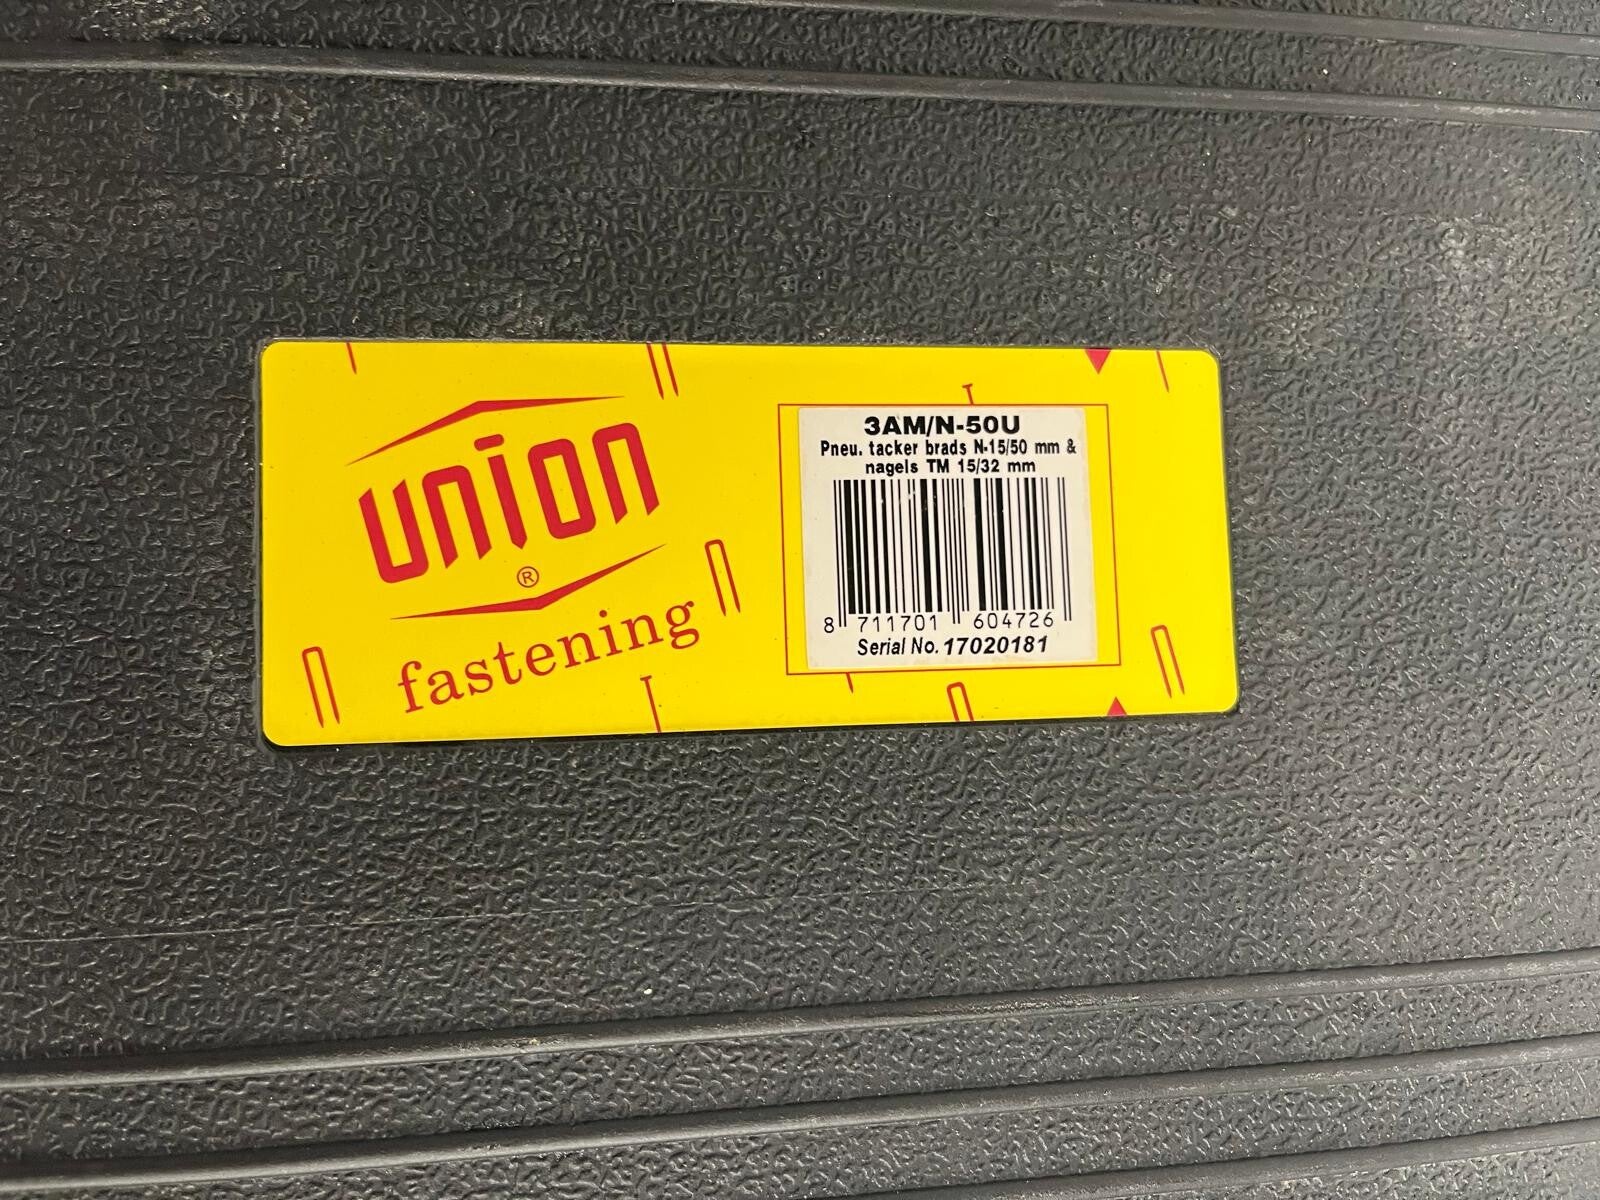 union
®
fastening
3AM/N-50U
Pneu. tacker brads N-15/50 mm &
nagels TM 15/32 mm
8 711701 604726
Serial No. 17020181